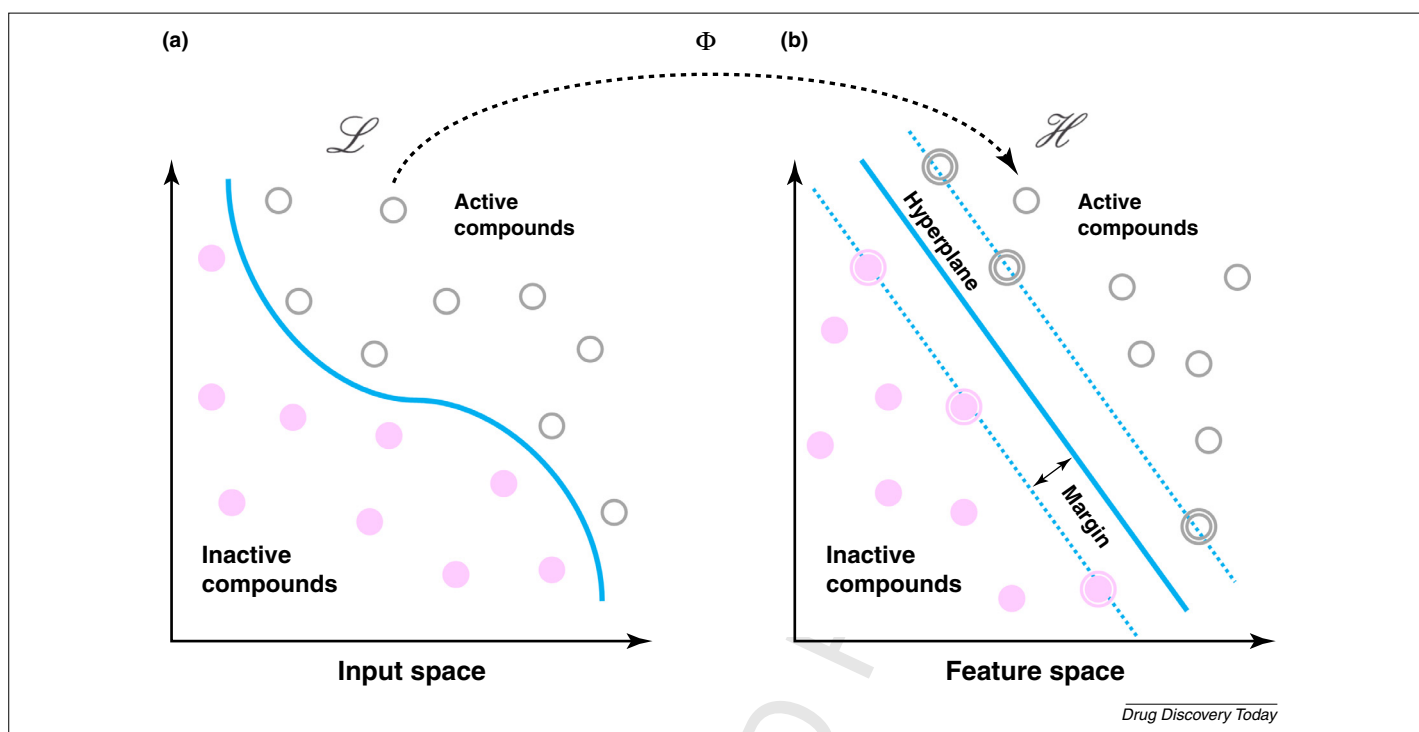 (a)
Φ
(b)
ℒ
ℋ
Active
compounds
Inactive
compounds
Input space
Active
compounds
Hyperplane
Margin
Inactive
compounds
Feature space
Drug Discovery Today